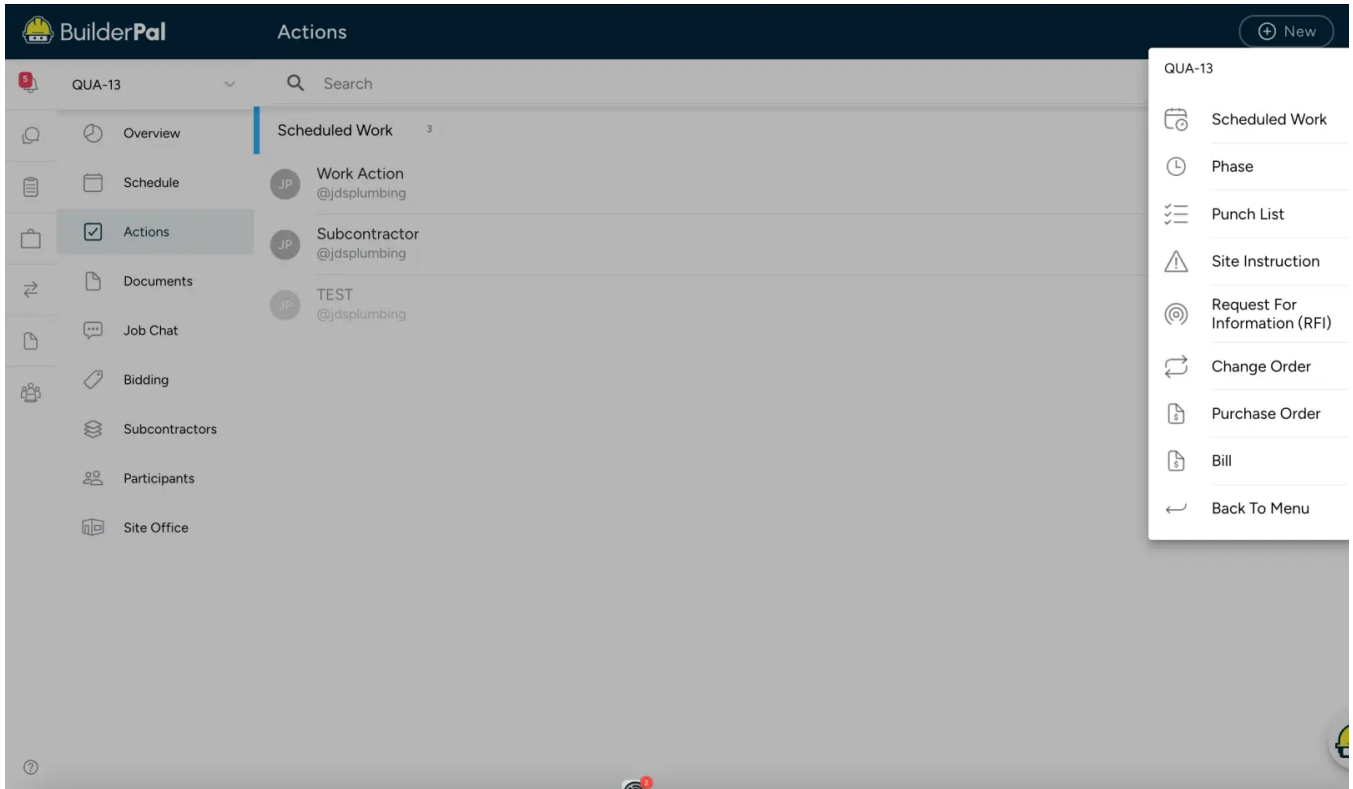 BuilderPal
Actions
New
5
QUA-13
Search
QUA-13
Overview
Schedule
Actions
Documents
Job Chat
Bidding
Subcontractors
Participants
Site Office
Scheduled Work 3
JP
Work Action
@jdsplumbing
JP
Subcontractor
@jdsplumbing
JP
TEST
@jdsplumbing
Scheduled Work
Phase
Punch List
Site Instruction
Request For
Information (RFI)
Change Order
$
Purchase Order
$
Bill
Back To Menu
?
2